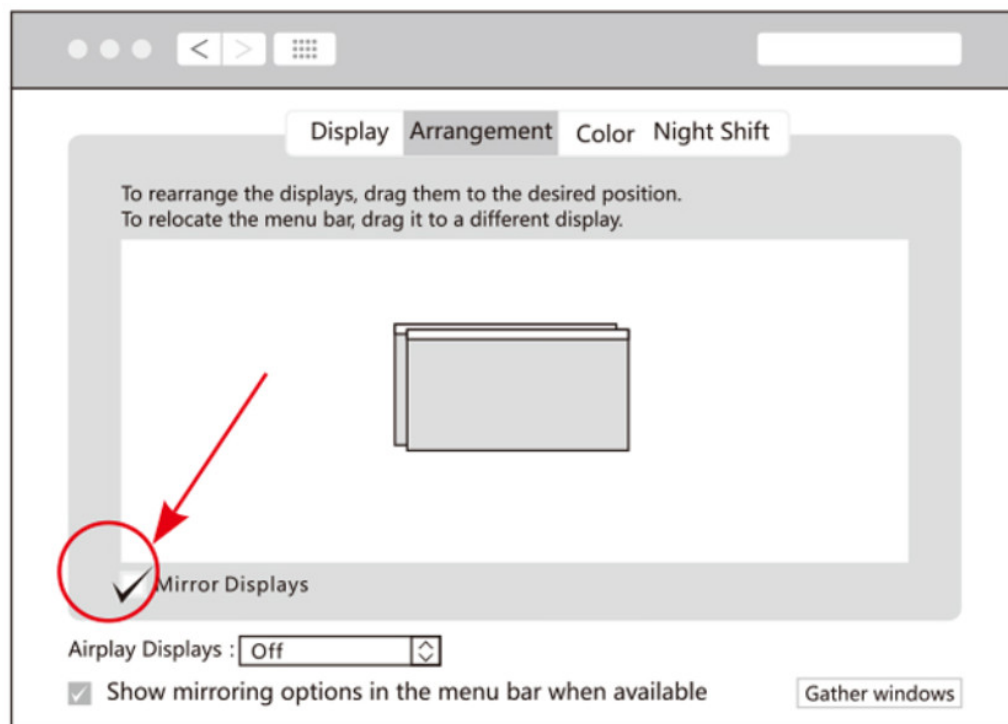 Display Arrangement Color Night Shift
To rearrange the displays, drag them to the desired position.
To relocate the menu bar, drag it to a different display.
Mirror Displays
Airplay Displays : Off
Show mirroring options in the menu bar when available
Gather windows